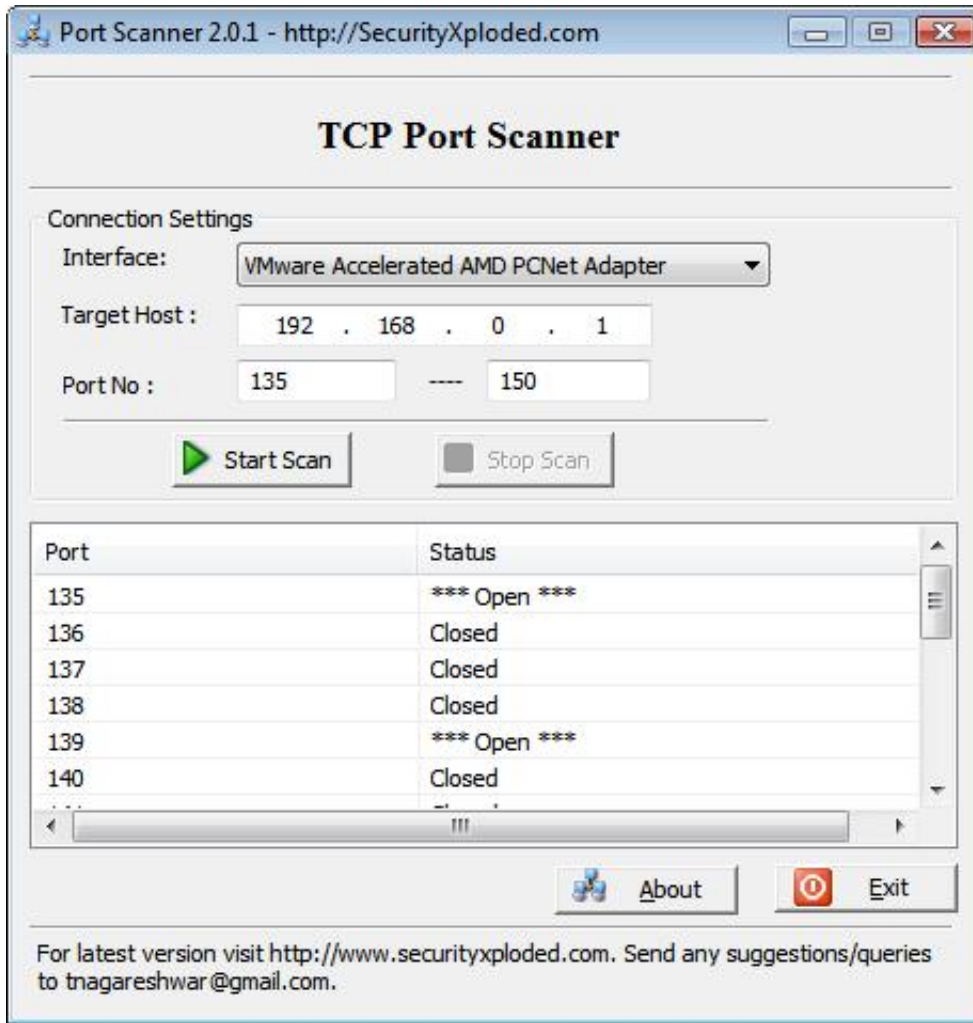 Port Scanner 2.0.1 - http://SecurityXploded.com
TCP Port Scanner
Connection Settings
Interface: VMware Accelerated AMD PCNet Adapter
Target Host : 192 . 168 . 0 . 1
Port No : 135 ---- 150
Start Scan Stop Scan
Port Status
135 *** Open ***
136 Closed
137 Closed
138 Closed
139 *** Open ***
140 Closed
About Exit
For latest version visit http://www.securityxploded.com. Send any suggestions/queries
to tnagareshwar@gmail.com.